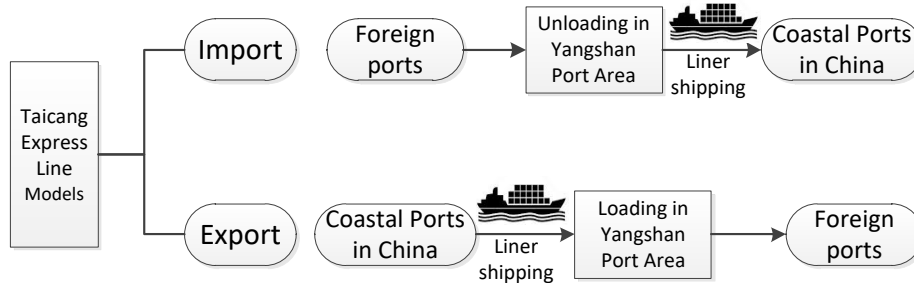 Taicang
Express
Line
Models
Import
Foreign
ports
Unloading in
Yangshan
Port Area
Liner
shipping
Coastal Ports
in China
Export
Coastal Ports
in China
Liner
shipping
Loading in
Yangshan
Port Area
Foreign
ports